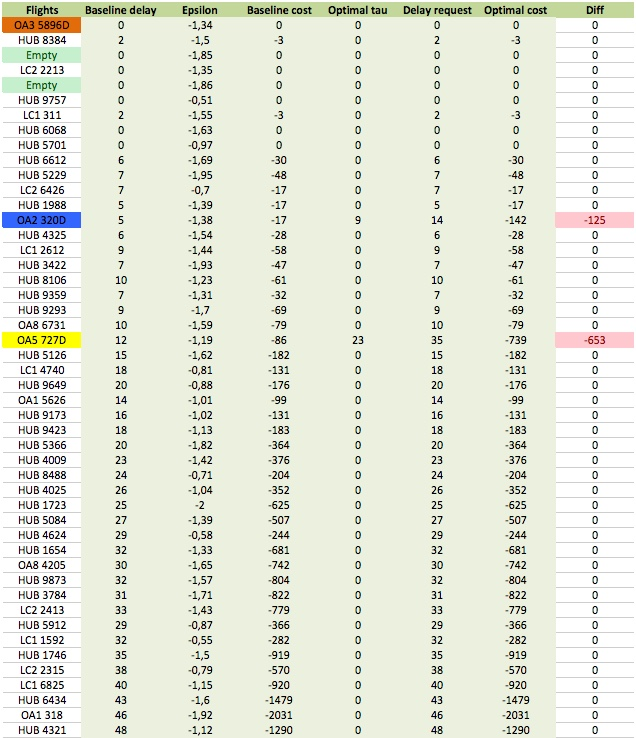 Flights Baseline delay Epsilon Baseline cost Optimal tau Delay request Optimal cost Diff
OA3 5896D 0 -1,34 0 0 0 0 0
HUB 8384 2 -1,5 -3 0 2 -3 0
Empty 0 -1,85 0 0 0 0 0
LC2 2213 0 -1,35 0 0 0 0 0
Empty 0 -1,86 0 0 0 0 0
HUB 9757 0 -0,51 0 0 0 0 0
LC1 311 2 -1,55 -3 0 2 -3 0
HUB 6068 0 -1,63 0 0 0 0 0
HUB 5701 0 -0,97 0 0 0 0 0
HUB 6612 6 -1,69 -30 0 6 -30 0
HUB 5229 7 -1,95 -48 0 7 -48 0
LC2 6426 7 -0,7 -17 0 7 -17 0
HUB 1988 5 -1,39 -17 0 5 -17 0
OA2 320D 5 -1,38 -17 9 14 -142 -125
HUB 4325 6 -1,54 -28 0 6 -28 0
LC1 2612 9 -1,44 -58 0 9 -58 0
HUB 3422 7 -1,93 -47 0 7 -47 0
HUB 8106 10 -1,23 -61 0 10 -61 0
HUB 9359 7 -1,31 -32 0 7 -32 0
HUB 9293 9 -1,7 -69 0 9 -69 0
OA8 6731 10 -1,59 -79 0 10 -79 0
OA5 727D 12 -1,19 -86 23 35 -739 -653
HUB 5126 15 -1,62 -182 0 15 -182 0
LC1 4740 18 -0,81 -131 0 18 -131 0
HUB 9649 20 -0,88 -176 0 20 -176 0
OA1 5626 14 -1,01 -99 0 14 -99 0
HUB 9173 16 -1,02 -131 0 16 -131 0
HUB 9423 18 -1,13 -183 0 18 -183 0
HUB 5366 20 -1,82 -364 0 20 -364 0
HUB 4009 23 -1,42 -376 0 23 -376 0
HUB 8488 24 -0,71 -204 0 24 -204 0
HUB 4025 26 -1,04 -352 0 26 -352 0
HUB 1723 25 -2 -625 0 25 -625 0
HUB 5084 27 -1,39 -507 0 27 -507 0
HUB 4624 29 -0,58 -244 0 29 -244 0
HUB 1654 32 -1,33 -681 0 32 -681 0
OA8 4205 30 -1,65 -742 0 30 -742 0
HUB 9873 32 -1,57 -804 0 32 -804 0
HUB 3784 31 -1,71 -822 0 31 -822 0
LC2 2413 33 -1,43 -779 0 33 -779 0
HUB 5912 29 -0,87 -366 0 29 -366 0
LC1 1592 32 -0,55 -282 0 32 -282 0
HUB 1746 35 -1,5 -919 0 35 -919 0
LC2 2315 38 -0,79 -570 0 38 -570 0
LC1 6825 40 -1,15 -920 0 40 -920 0
HUB 6434 43 -1,6 -1479 0 43 -1479 0
OA1 318 46 -1,92 -2031 0 46 -2031 0
HUB 4321 48 -1,12 -1290 0 48 -1290 0